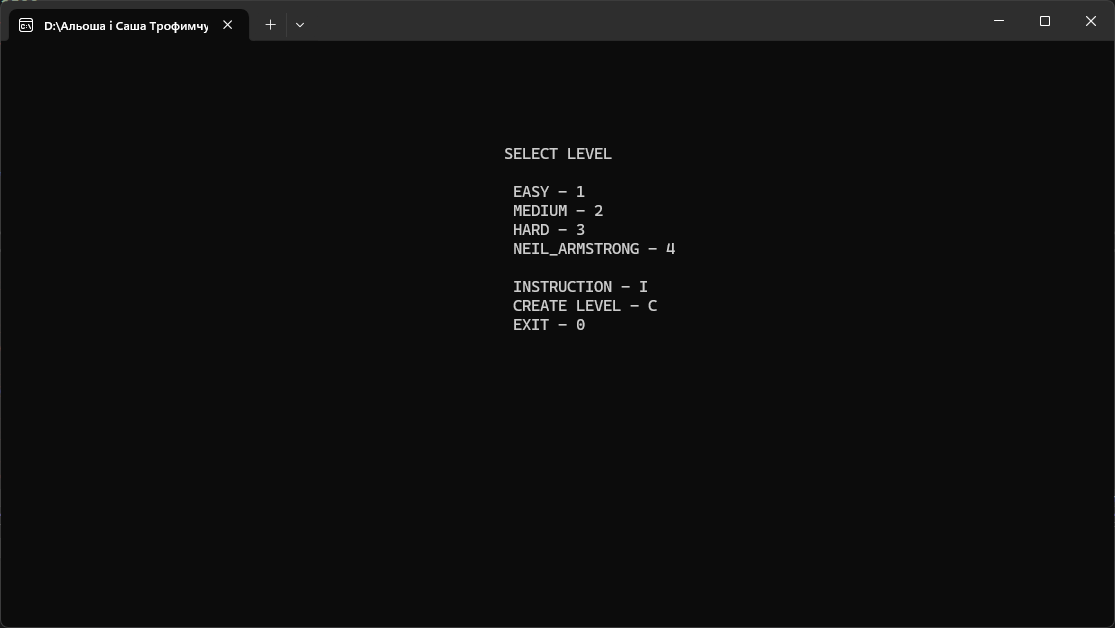 D:\Альоша і Саша Трофимчу
SELECT LEVEL
EASY - 1
MEDIUM - 2
HARD - 3
NEIL_ARMSTRONG - 4
INSTRUCTION - I
CREATE LEVEL - C
EXIT - 0